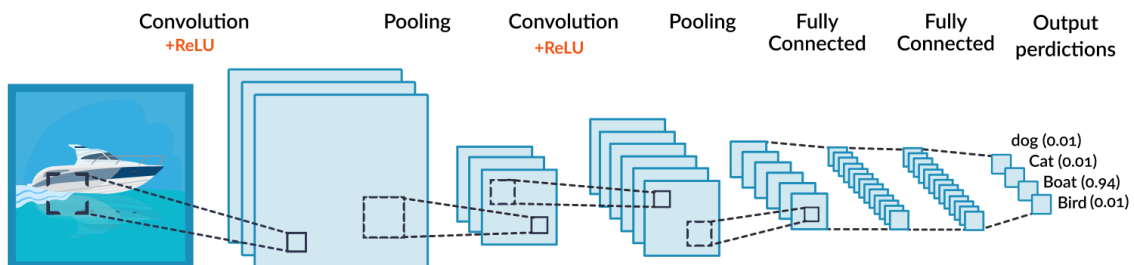 Convolution
+ReLU
Pooling
Convolution
+ReLU
Pooling
Fully
Connected
Fully
Connected
Output
perdictions
dog (0.01)
Cat (0.01)
Boat (0.94)
Bird (0.01)